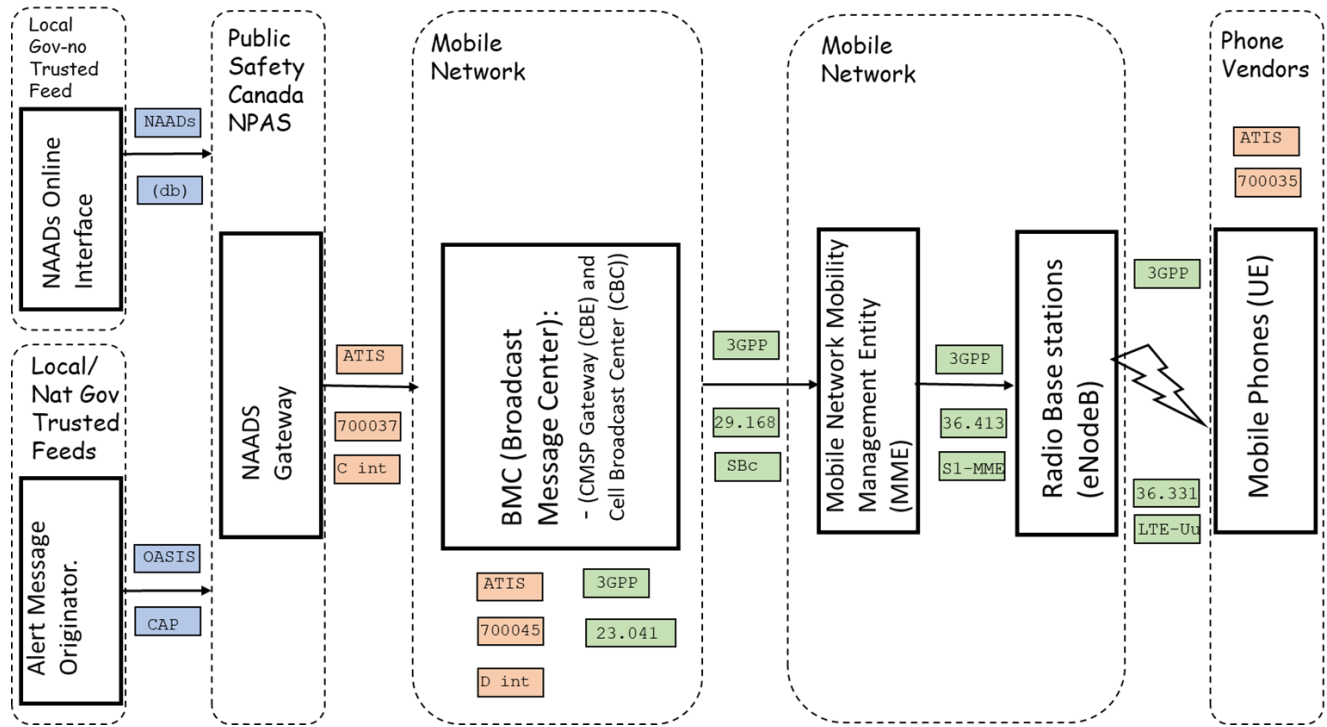 Local
Gov-no
Trusted
Feed
NAADs Online
Interface
NAADs
(db)
Local/
Nat Gov
Trusted
Feeds
Alert Message
Originator.
OASIS
CAP
Public
Safety
Canada
NPAS
NAADS
Gateway
ATIS
700037
C int
Mobile
Network
BMC (Broadcast
Message Center):
- (CMSP Gateway (CBE) and
Cell Broadcast Center (CBC))
ATIS
700045
D int
3GPP
23.041
3GPP
29.168
SBc
Mobile
Network
Mobile Network Mobility
Management Entity
(MME)
3GPP
36.413
S1-MME
Radio Base stations
(eNodeB)
3GPP
36.331
LTE-Uu
Phone
Vendors
ATIS
700035
Mobile Phones (UE)